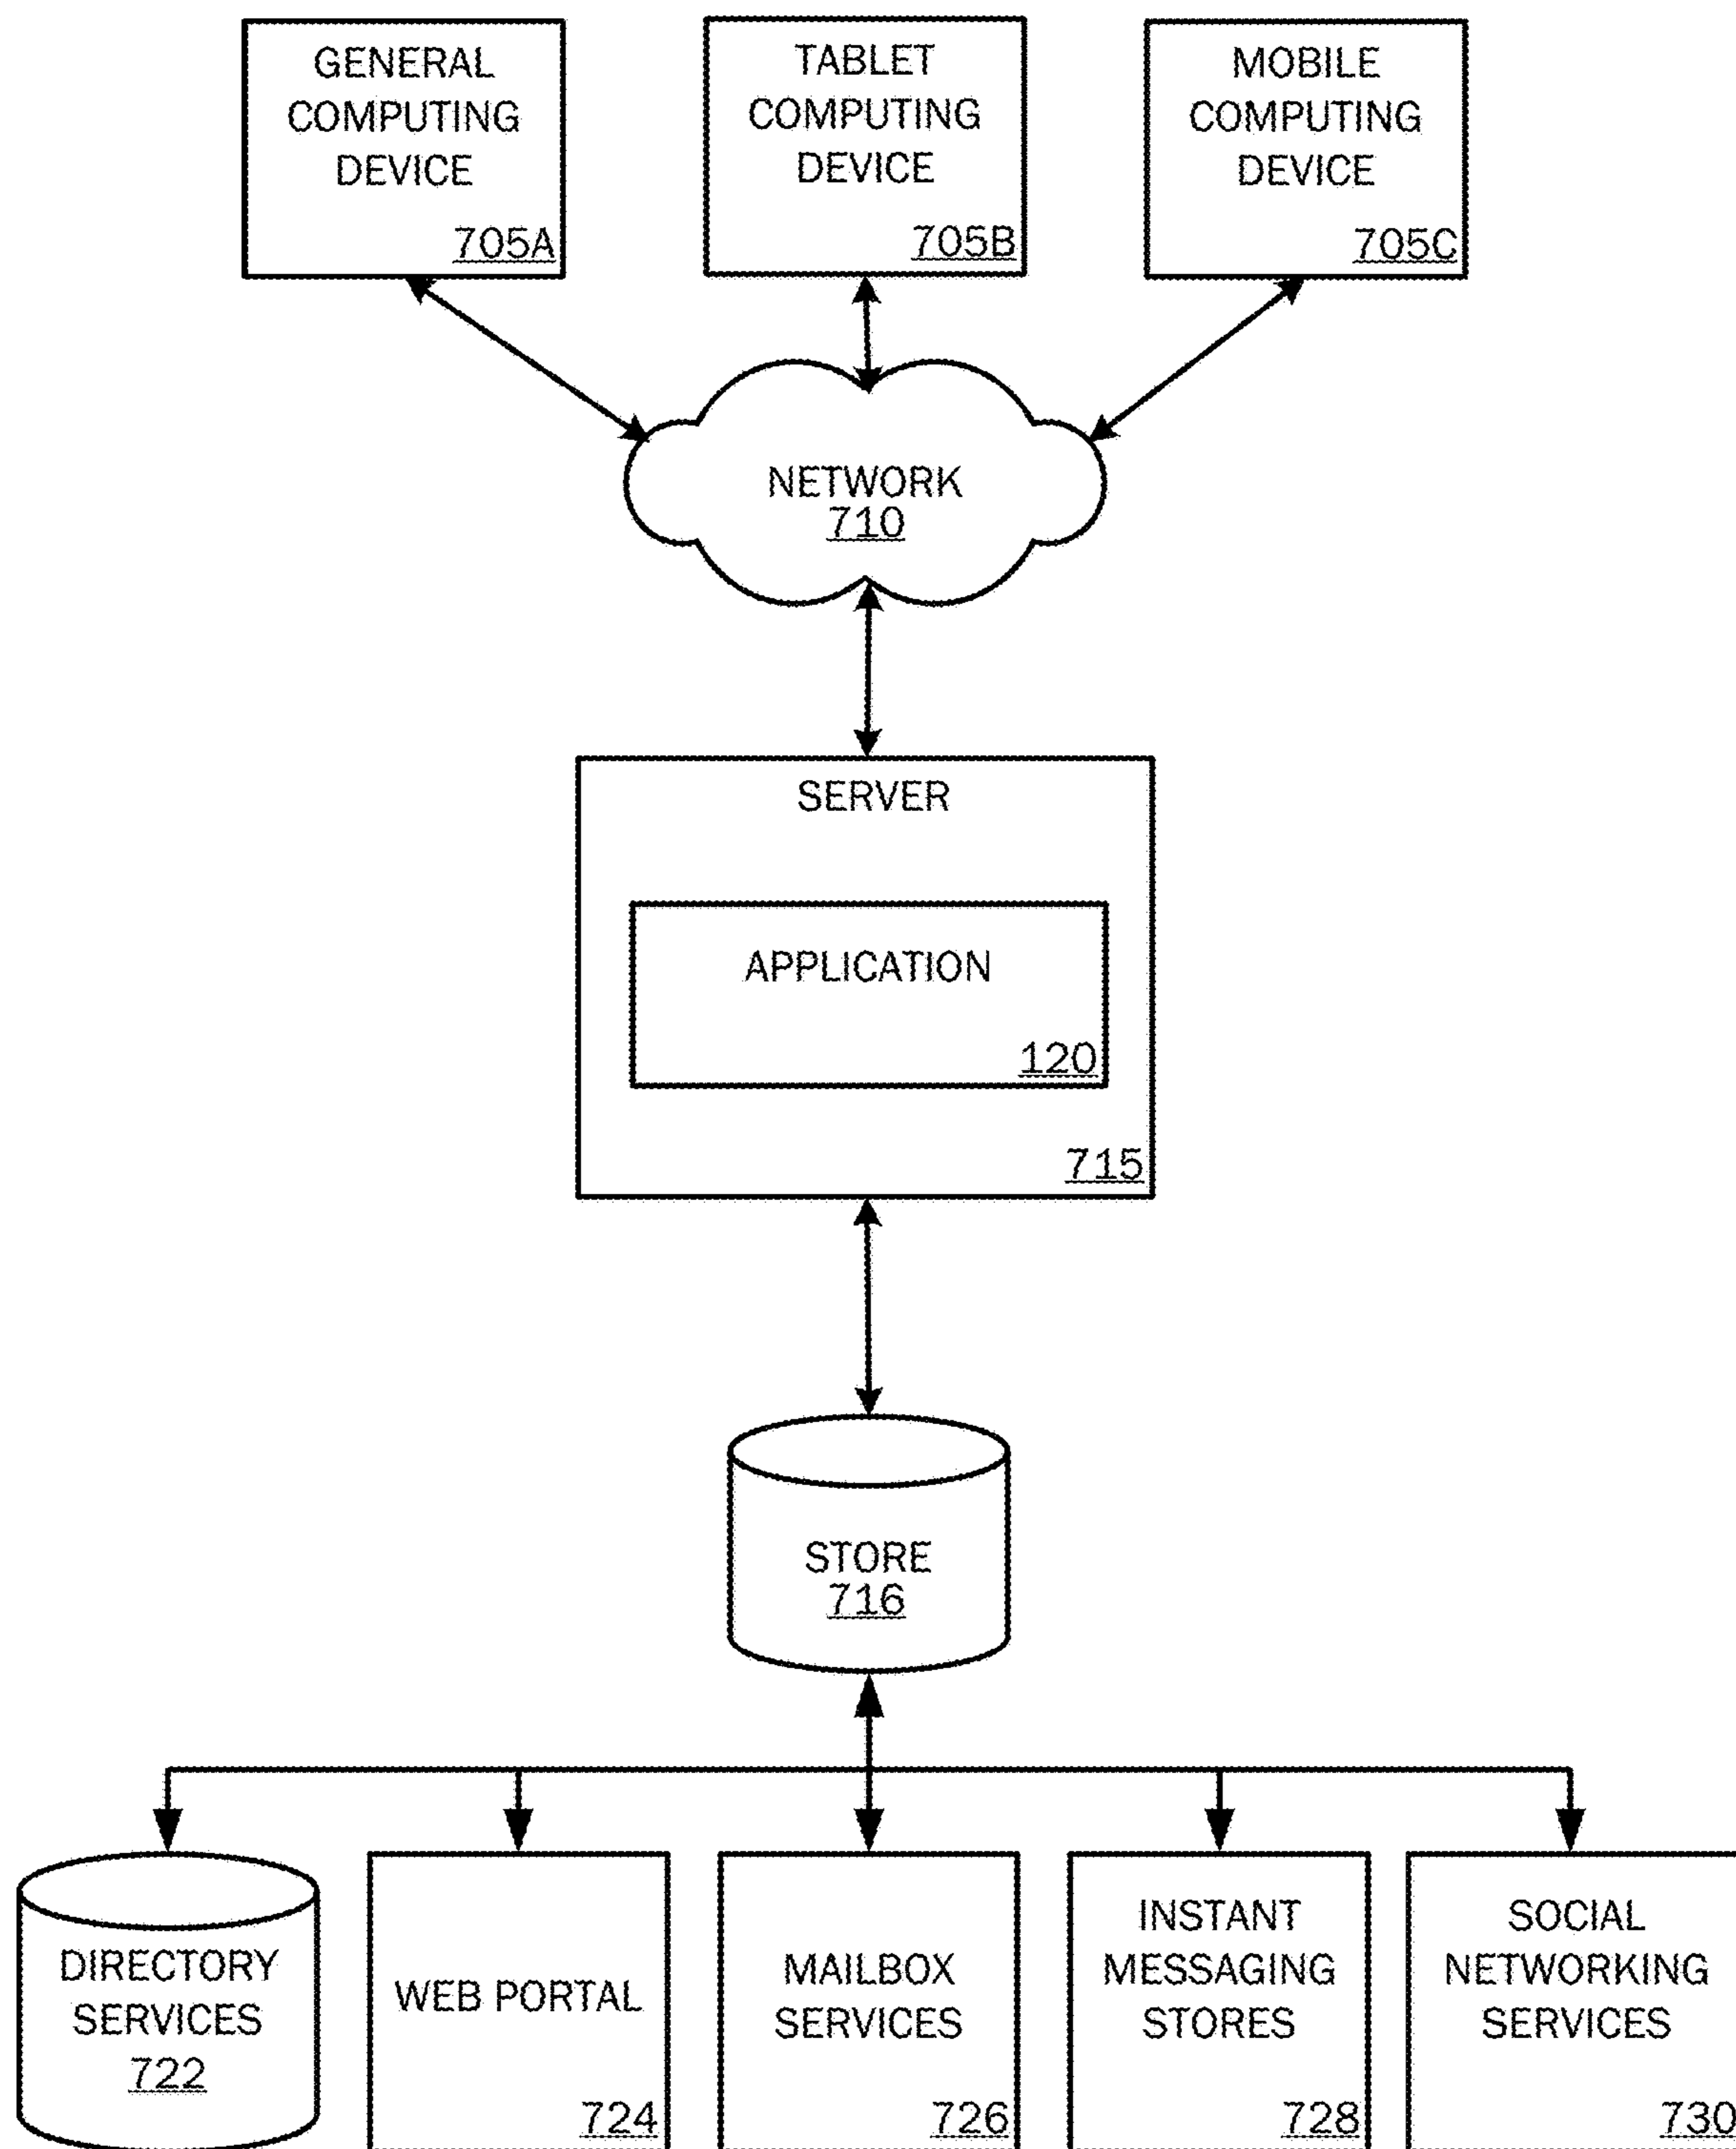 GENERAL
COMPUTING
DEVICE
705A
TABLET
COMPUTING
DEVICE
705B
MOBILE
COMPUTING
DEVICE
705C
NETWORK
710
SERVER
APPLICATION
120
715
STORE
716
DIRECTORY
SERVICES
722
WEB PORTAL
724
MAILBOX
SERVICES
726
INSTANT
MESSAGING
STORES
728
SOCIAL
NETWORKING
SERVICES
730